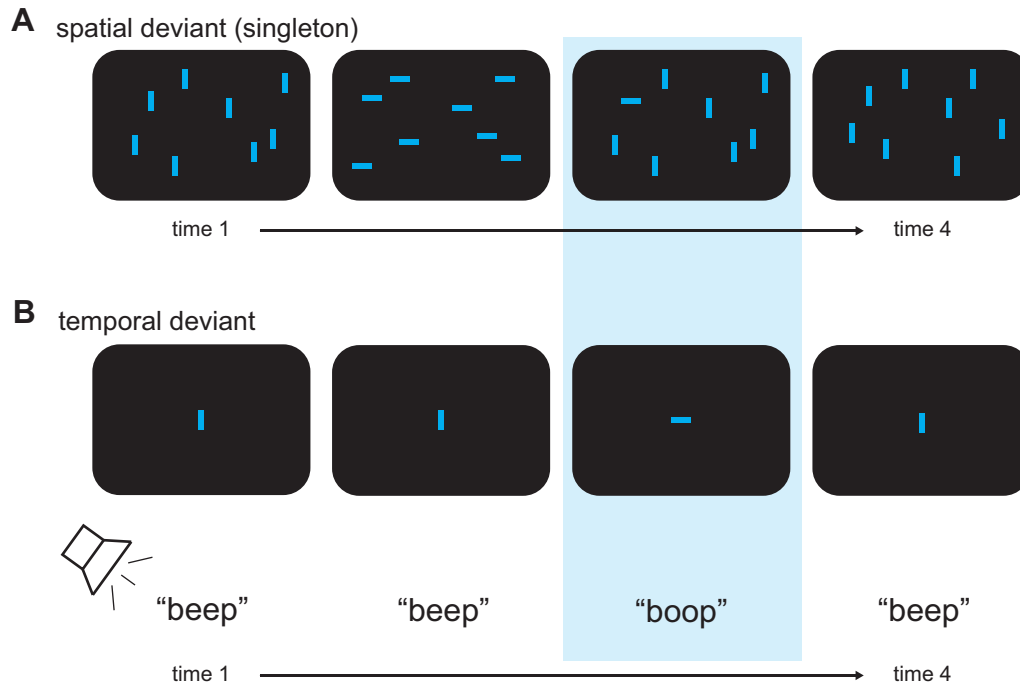 A spatial deviant (singleton)
time 1 time 4
B temporal deviant
“beep” “beep” “boop” “beep”
time 1 time 4